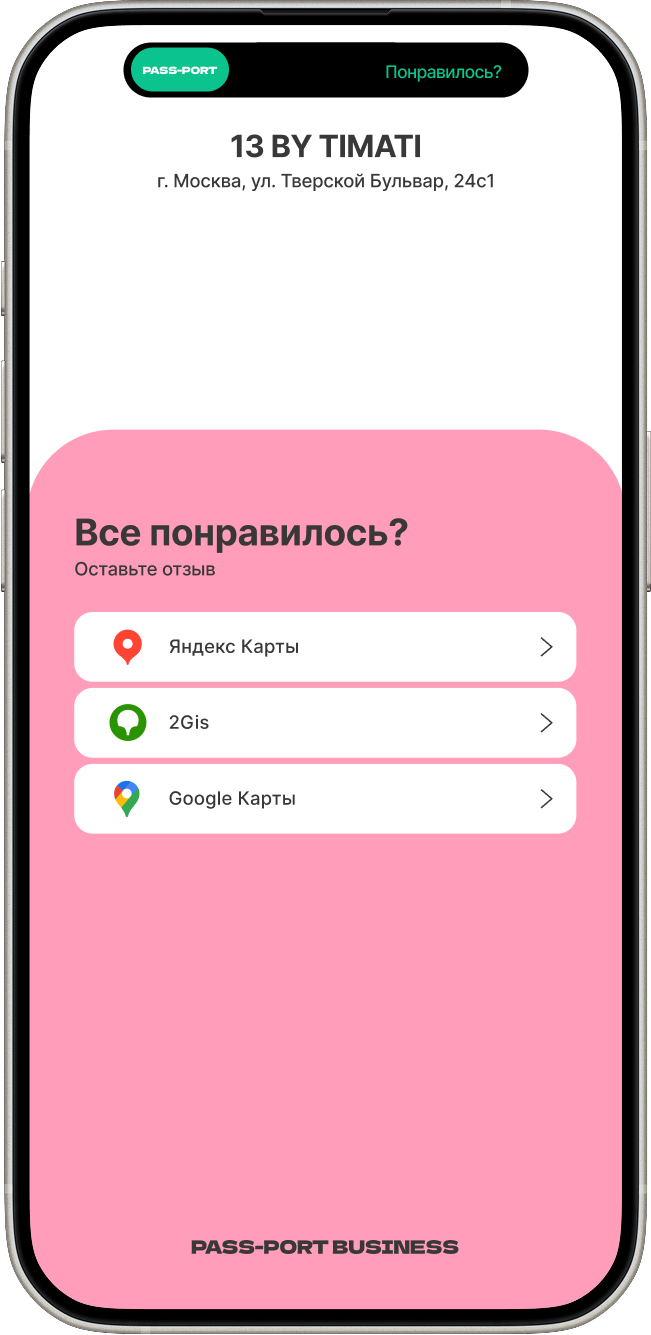 PASS-PORT
Понравилось?
13 BY TIMATI
г. Москва, ул. Тверской Бульвар, 24с1
Все понравилось?
Оставьте отзыв
Яндекс Карты
2Gis
Google Карты
PASS-PORT BUSINESS